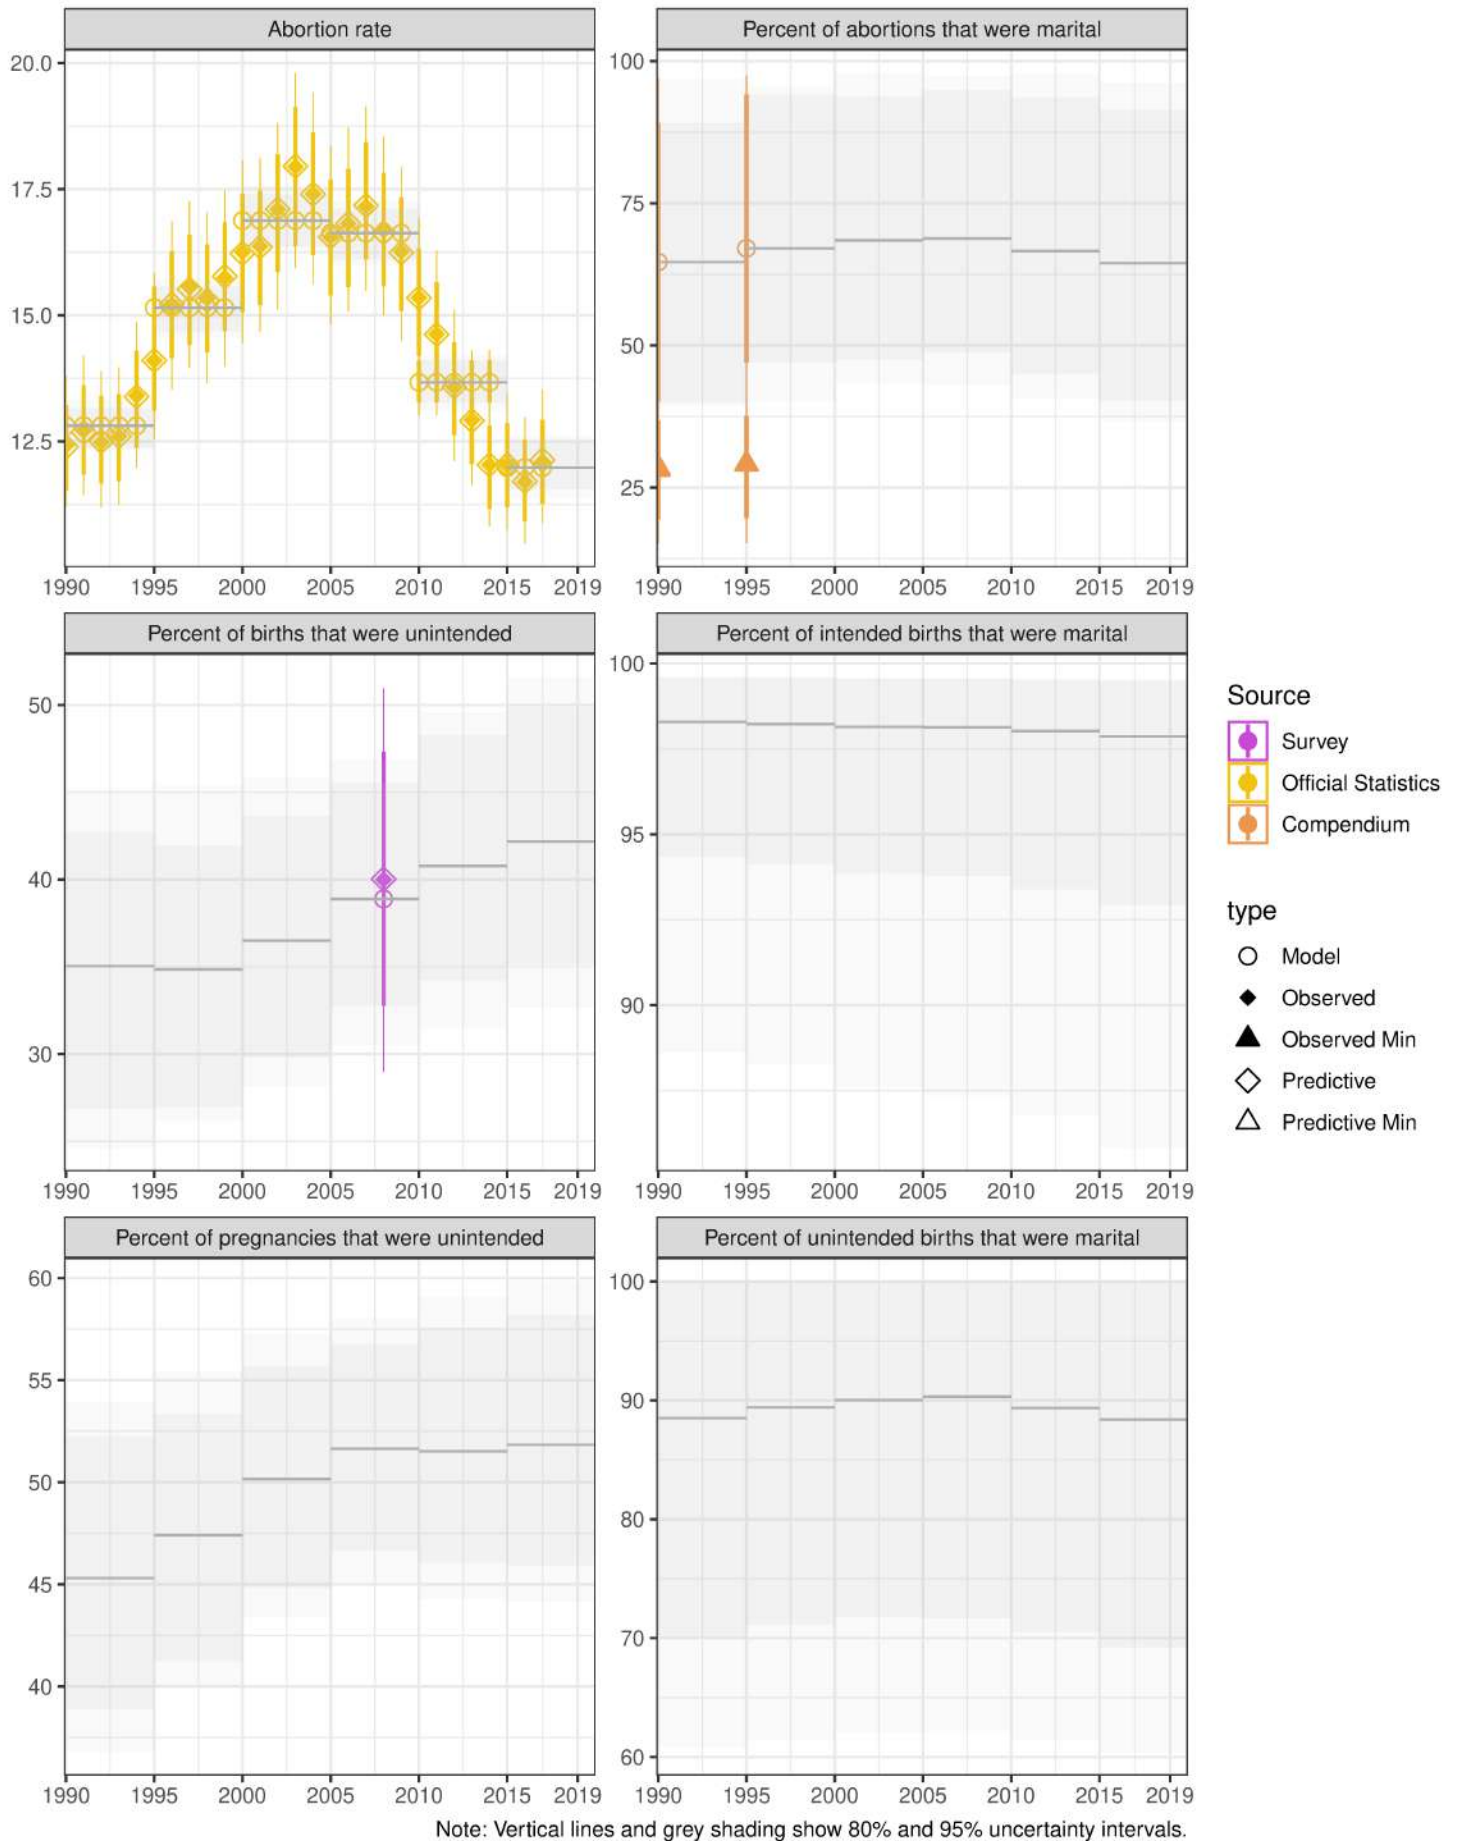 Abortion rate
Percent of abortions that were marital
20.0
17.5
15.0
12.5
1990 1995 2000 2005 2010 2015 2019
100
75
50
25
1990 1995 2000 2005 2010 2015 2019
Percent of births that were unintended
Percent of intended births that were marital
50
40
30
1990 1995 2000 2005 2010 2015 2019
100
95
90
1990 1995 2000 2005 2010 2015 2019
Percent of pregnancies that were unintended
Percent of unintended births that were marital
60
55
50
45
40
1990 1995 2000 2005 2010 2015 2019
100
90
80
70
60
1990 1995 2000 2005 2010 2015 2019
Source
Survey
Official Statistics
Compendium
type
Model
Observed
Observed Min
Predictive
Predictive Min
Note: Vertical lines and grey shading show 80% and 95% uncertainty intervals.